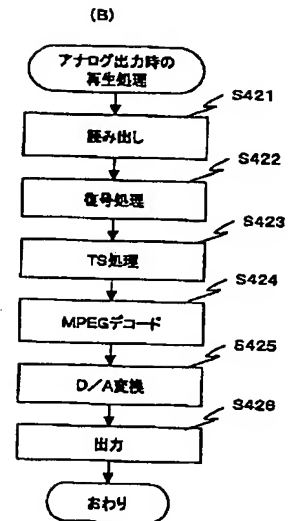 (B)
アナログ出力時の
再生処理
S421
読み出し
S422
復号処理
S423
TS処理
S424
MPEGデコード
S425
D/A変換
S426
出力
おわり